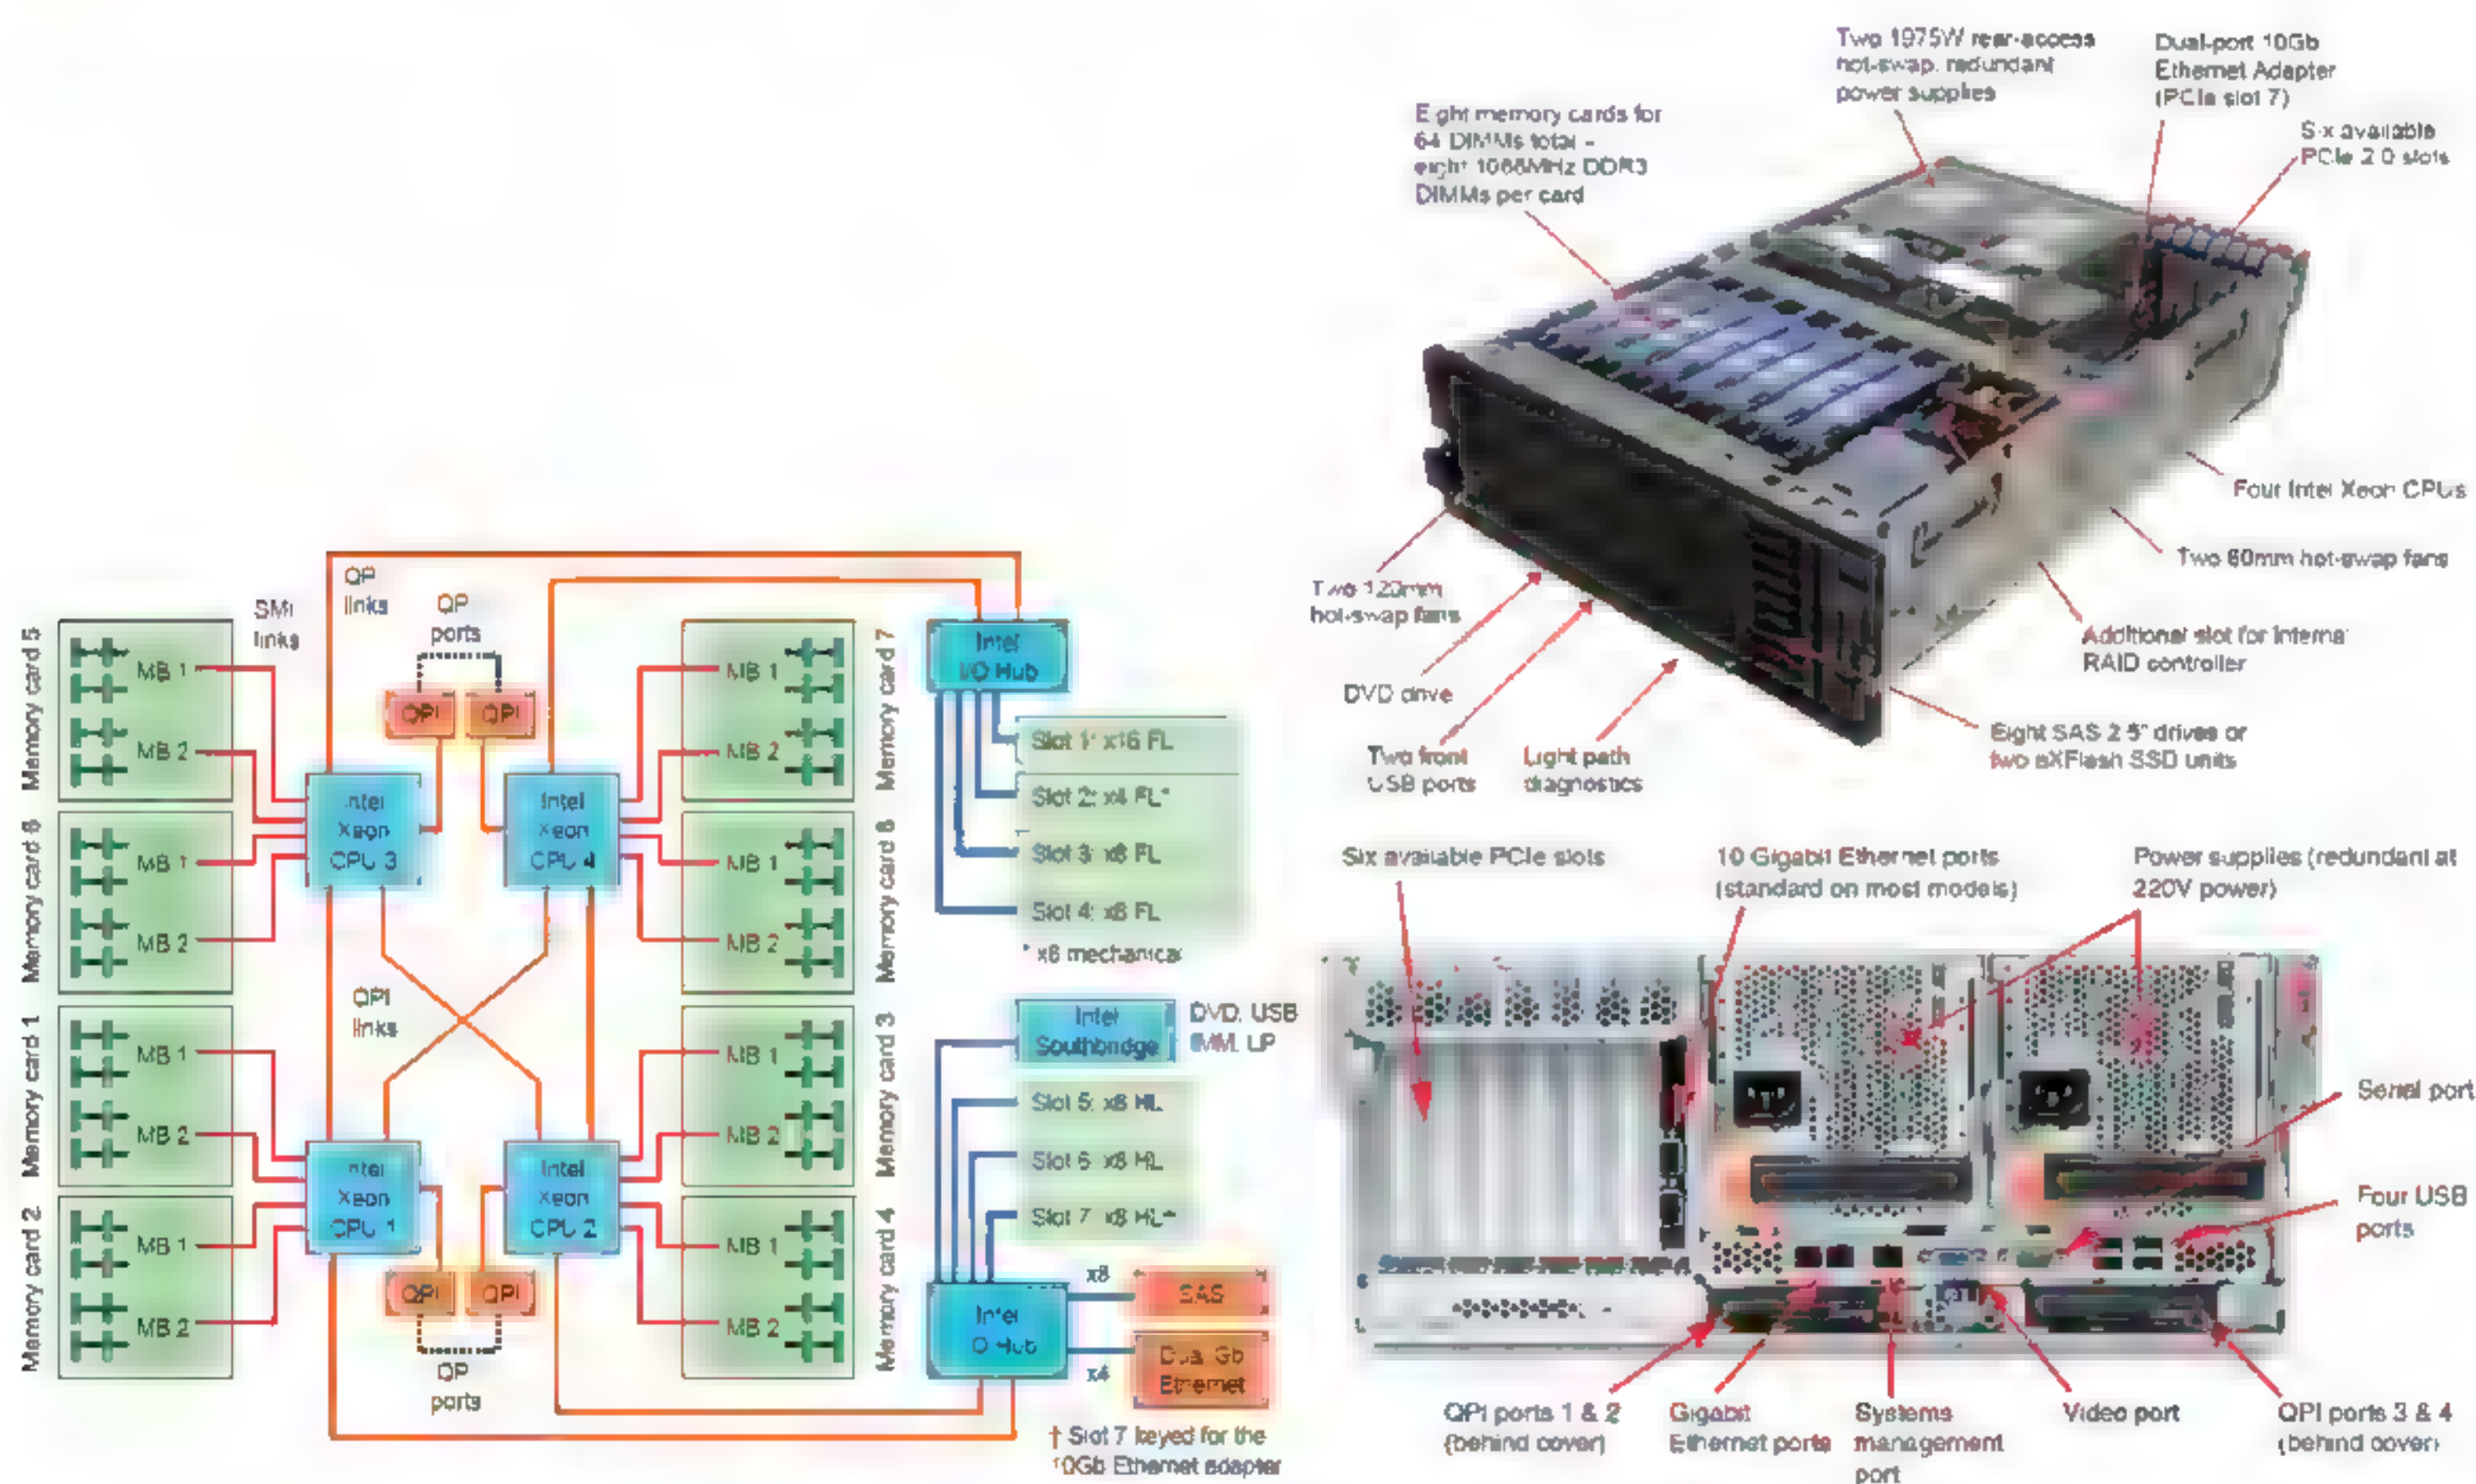 SMI
links
QPI
links
QPI
ports
Memory card 5
MB 1
MB 2
Memory card 6
MB 1
MB 2
Memory card 1
MB 1
MB 2
Memory card 2
MB 1
MB 2
QPI
QPI
Intel
Xeon
CPU 3
Intel
Xeon
CPU 4
QPI
links
Intel
Xeon
CPU 1
Intel
Xeon
CPU 2
QPI
QPI
QPI
ports
Memory card 7
MB 1
MB 2
Memory card 8
MB 1
MB 2
Memory card 3
MB 1
MB 2
Memory card 4
MB 1
MB 2
Intel
I/O Hub
Slot 1: x16 FL
Slot 2: x4 FL*
Slot 3: x8 FL
Slot 4: x8 FL
* x8 mechanical
Intel
Southbridge
DVD, USB
IMM, LP
Slot 5: x8 HL
Slot 6: x8 HL
Slot 7: x8 HL†
Intel
I/O Hub
x8
SAS
x4
Dual Gb
Ethernet
† Slot 7 keyed for the
10Gb Ethernet adapter
Two 1975W rear-access
hot-swap, redundant
power supplies
Dual-port 10Gb
Ethernet Adapter
(PCIe slot 7)
Eight memory cards for
64 DIMMs total –
eight 1066MHz DDR3
DIMMs per card
Six available
PCIe 2.0 slots
Four Intel Xeon CPUs
Two 60mm hot-swap fans
Two 120mm
hot-swap fans
Additional slot for internal
RAID controller
DVD drive
Two front
USB ports
Light path
diagnostics
Eight SAS 2.5" drives or
two eXFlash SSD units
Six available PCIe slots
10 Gigabit Ethernet ports
(standard on most models)
Power supplies (redundant at
220V power)
Serial port
Four USB
ports
QPI ports 1 & 2
(behind cover)
Gigabit
Ethernet ports
Systems
management
port
Video port
QPI ports 3 & 4
(behind cover)